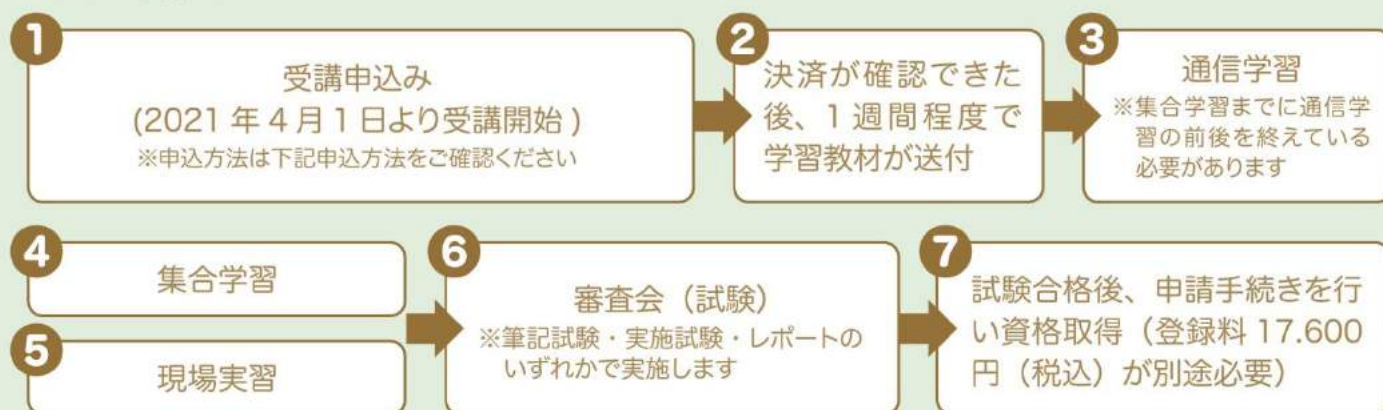 1
受講申込み
(2021年4月1日より受講開始)
※申込方法は下記申込方法をご確認ください
2
決済が確認できた
後、1週間程度で
学習教材が送付
3
通信学習
※集合学習までに通信学
習の前後を終えている
必要があります
4
集合学習
5
現場実習
6
審査会（試験）
※筆記試験・実施試験・レポートの
いずれかで実施します
7
試験合格後、申請手続きを行
い資格取得（登録料 17.600
円（税込）が別途必要）